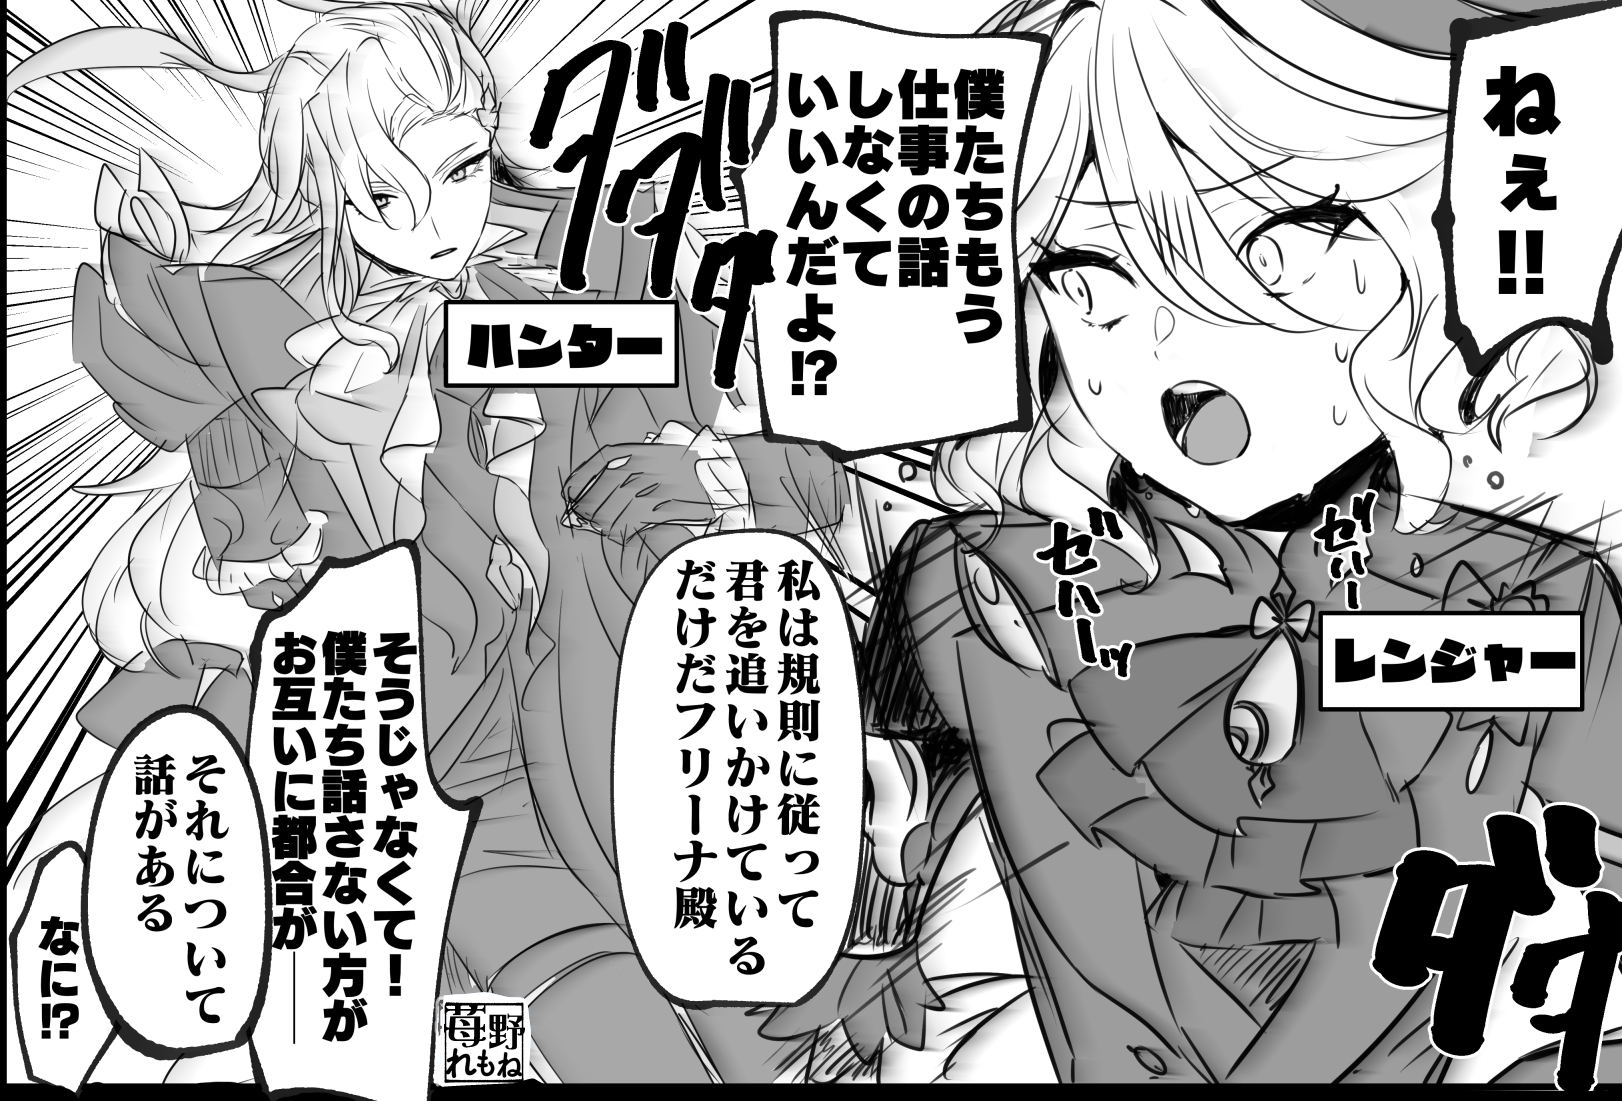 ねぇ!!
僕たちもう
仕事の話
しなくて
いいんだよ!?
ダダダダ
ハンター
ゼハーッ
ゼハー
レンジャー
ダダ
私は規則に従って
君を追いかけている
だけだフリーナ殿
そうじゃなくて!
僕たち話さない方が
お互いに都合が──
それについて
話がある
なに!?
苺野
れもね